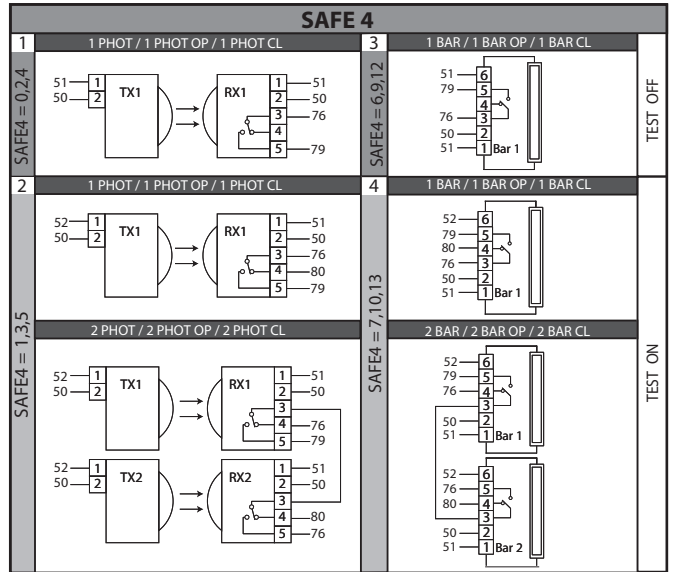 SAFE 4
1
1 PHOT / 1 PHOT OP / 1 PHOT CL
SAFE4 = 0,2,4
51 1 TX1 RX1 1 51
50 2 2 50
3 76
4
5 79
3
1 BAR / 1 BAR OP / 1 BAR CL
SAFE4 = 6,9,12
51 6
79 5
4
76 3
50 2
51 1 Bar 1
TEST OFF
2
1 PHOT / 1 PHOT OP / 1 PHOT CL
SAFE4 = 1,3,5
52 1 TX1 RX1 1 51
50 2 2 50
3 76
4 80
5 79
2 PHOT / 2 PHOT OP / 2 PHOT CL
52 1 TX1 RX1 1 51
50 2 2 50
3
4 76
5 79
52 1 TX2 RX2 1 51
50 2 2 50
3
4 80
5 76
4
1 BAR / 1 BAR OP / 1 BAR CL
SAFE4 = 7,10,13
52 6
79 5
80 4
76 3
50 2
51 1 Bar 1
2 BAR / 2 BAR OP / 2 BAR CL
52 6
79 5
76 4
3
50 2
51 1 Bar 1
52 6
76 5
80 4
3
50 2
51 1 Bar 2
TEST ON